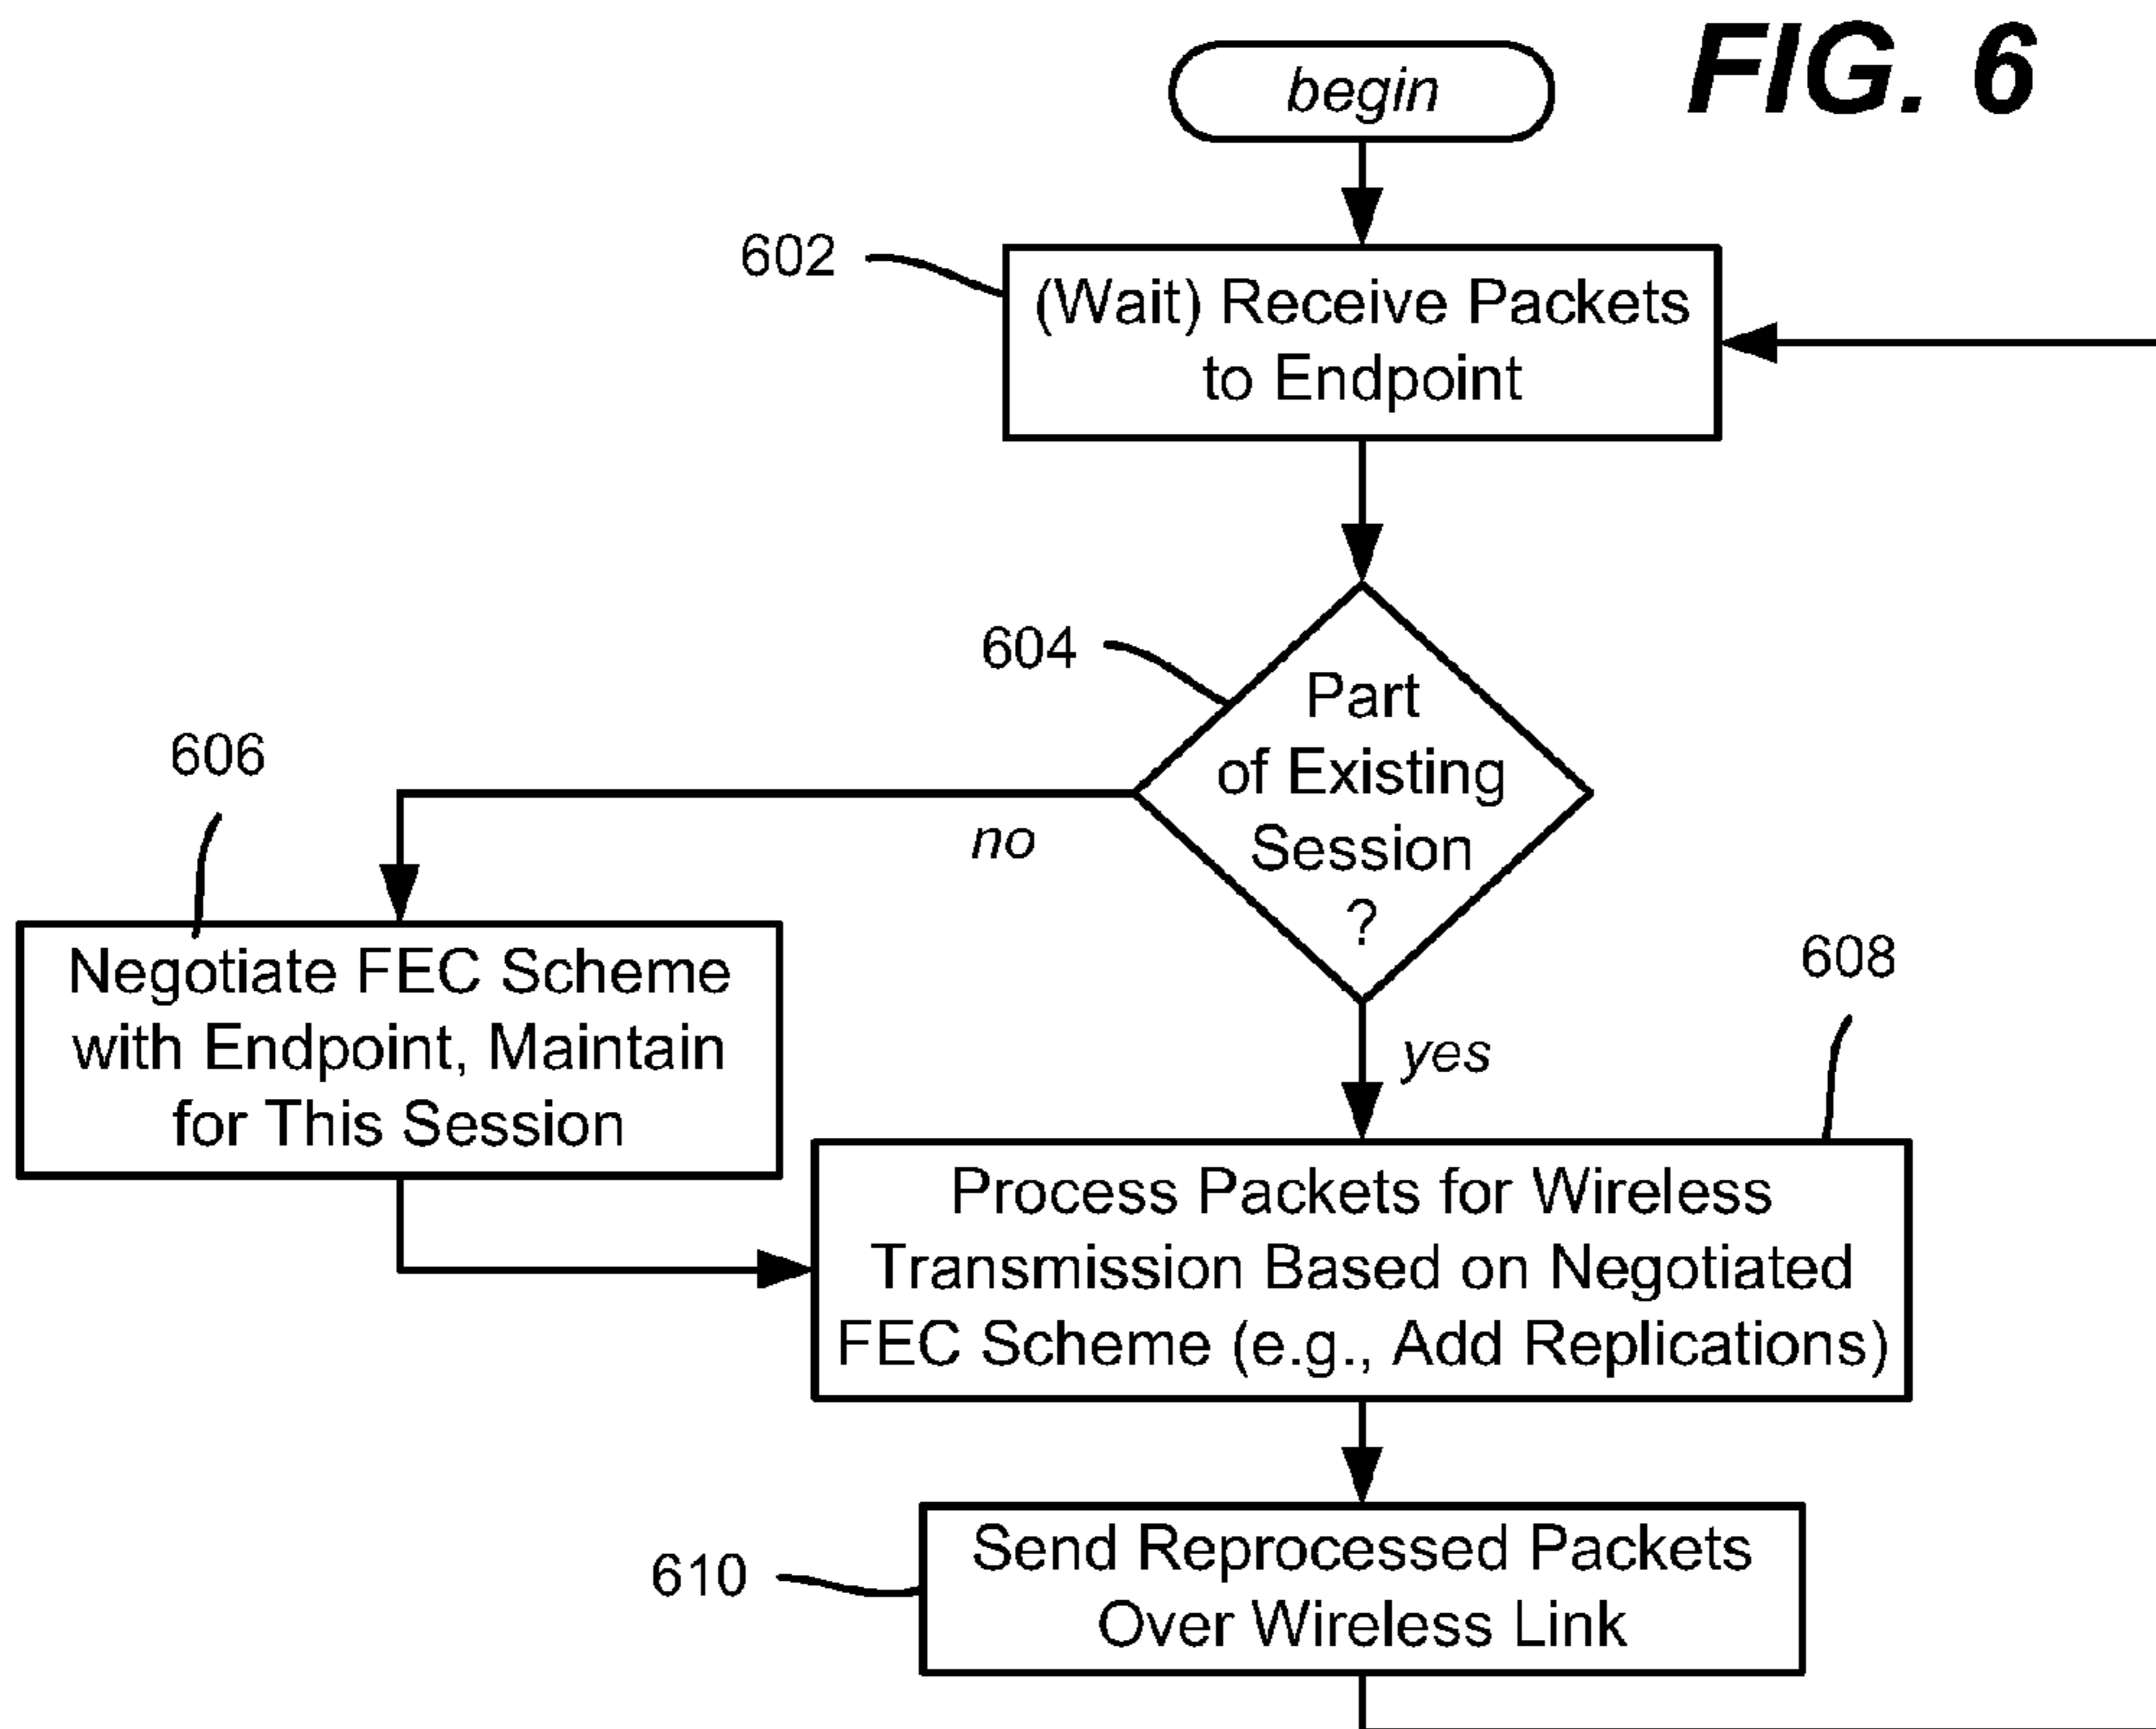 FIG. 6
begin
602
(Wait) Receive Packets
to Endpoint
604
Part
of Existing
Session
?
no
606
Negotiate FEC Scheme
with Endpoint, Maintain
for This Session
yes
608
Process Packets for Wireless
Transmission Based on Negotiated
FEC Scheme (e.g., Add Replications)
610
Send Reprocessed Packets
Over Wireless Link